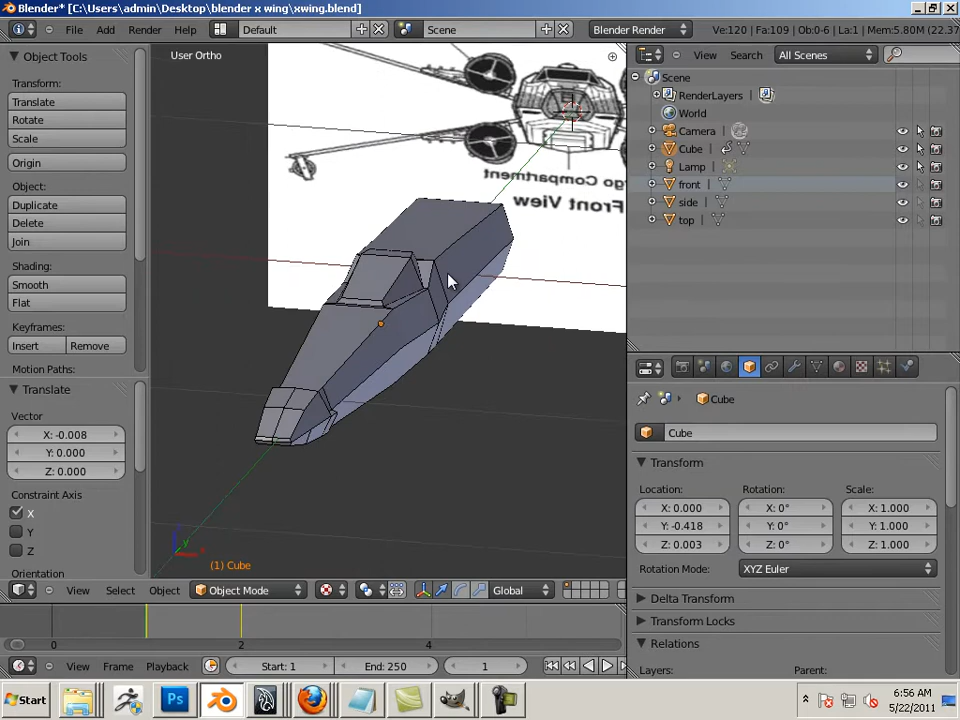 Blender* [C:\Users\admin\Desktop\blender x wing\xwing.blend]
File Add Render Help Default Scene Blender Render Ve:120 | Fa:109 | Ob:0-6 | La:1 | Mem:5.80M (22.37
Object Tools
Transform:
Translate
Rotate
Scale
Origin
Object:
Duplicate
Delete
Join
Shading:
Smooth
Flat
Keyframes:
Insert Remove
Motion Paths:
Translate
Vector
X: -0.008
Y: 0.000
Z: 0.000
Constraint Axis
X
Y
Z
Orientation
User Ortho
rgo Compartment
Front View
(1) Cube
View Search All Scenes
Scene
RenderLayers
World
Camera
Cube
Lamp
front
side
top
Cube
Cube
Transform
Location: Rotation: Scale:
X: 0.000 X: 0° X: 1.000
Y: -0.418 Y: 0° Y: 1.000
Z: 0.003 Z: 0° Z: 1.000
Rotation Mode: XYZ Euler
Delta Transform
Transform Locks
Relations
Layers: Parent:
View Select Object Object Mode Global
0 2 4
View Frame Playback Start: 1 End: 250 1
Start Ps 6:56 AM
5/22/2011